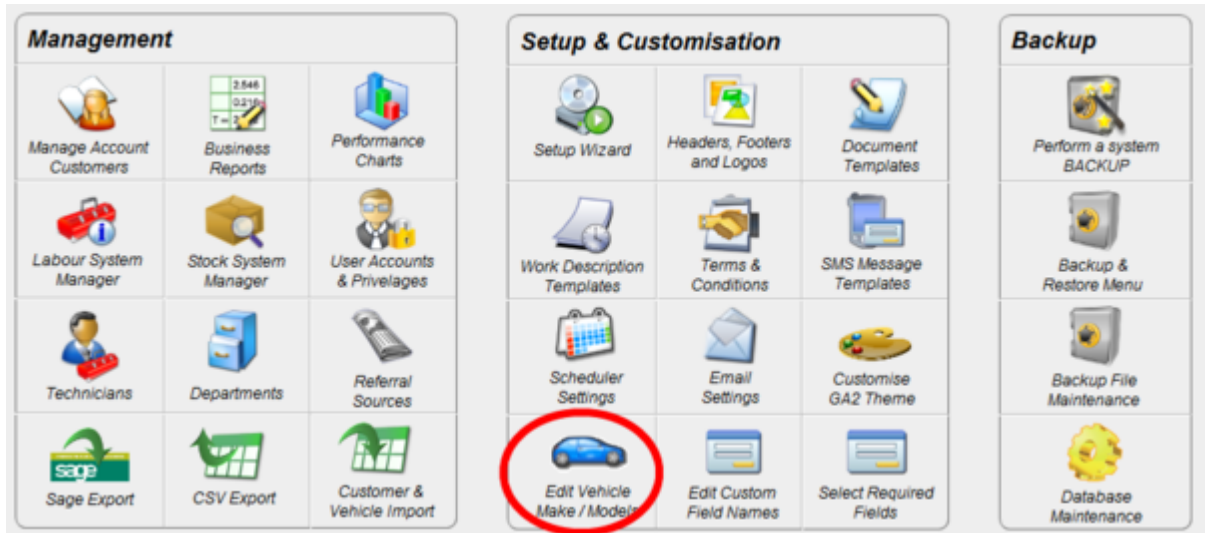 Management
2.546
0.216
T =
Manage Account
Customers
Business
Reports
Performance
Charts
Labour System
Manager
Stock System
Manager
User Accounts
& Privelages
Technicians
Departments
Referral
Sources
sage
Sage Export
CSV Export
Customer &
Vehicle Import
Setup & Customisation
Setup Wizard
Headers, Footers
and Logos
Document
Templates
Work Description
Templates
Terms &
Conditions
SMS Message
Templates
Scheduler
Settings
Email
Settings
Customise
GA2 Theme
Edit Vehicle
Make / Models
Edit Custom
Field Names
Select Required
Fields
Backup
Perform a system
BACKUP
Backup &
Restore Menu
Backup File
Maintenance
Database
Maintenance